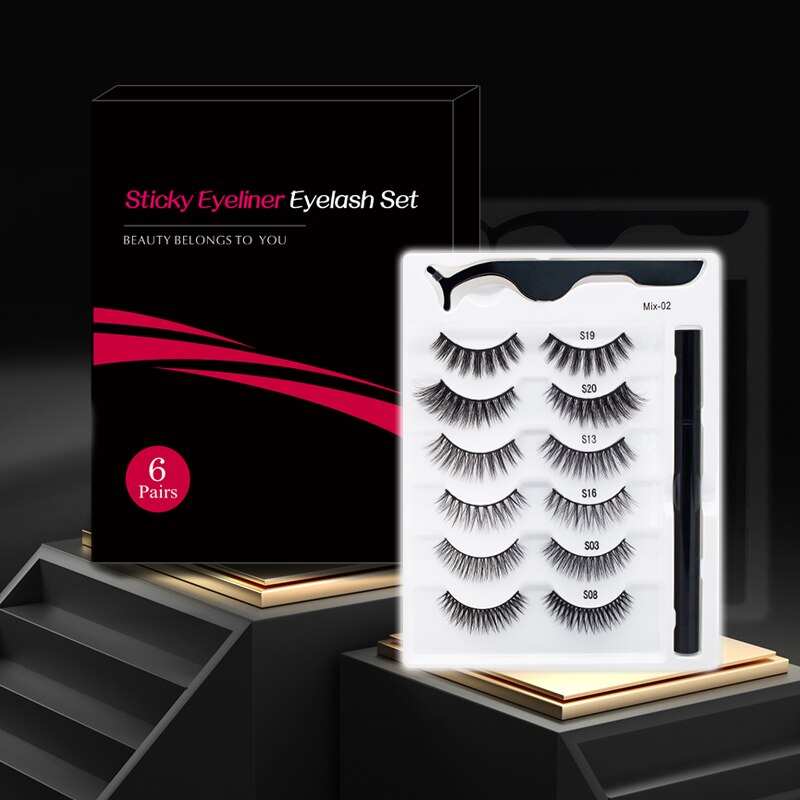 Sticky Eyeliner Eyelash Set
BEAUTY BELONGS TO YOU
6
Pairs
Mix-02
S19
S20
S13
S16
S03
S08